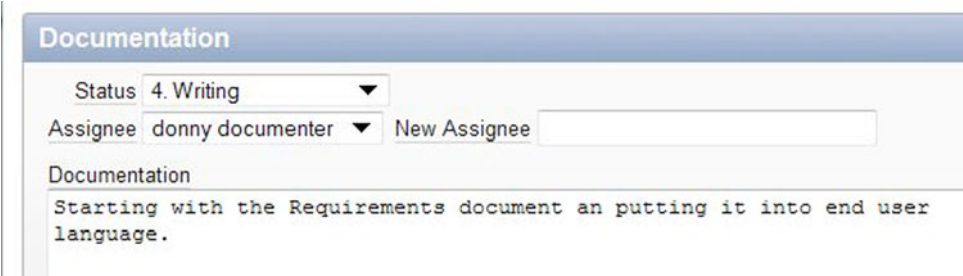 Documentation
Status 4. Writing
Assignee donny documenter New Assignee
Documentation
Starting with the Requirements document an putting it into end user
language.